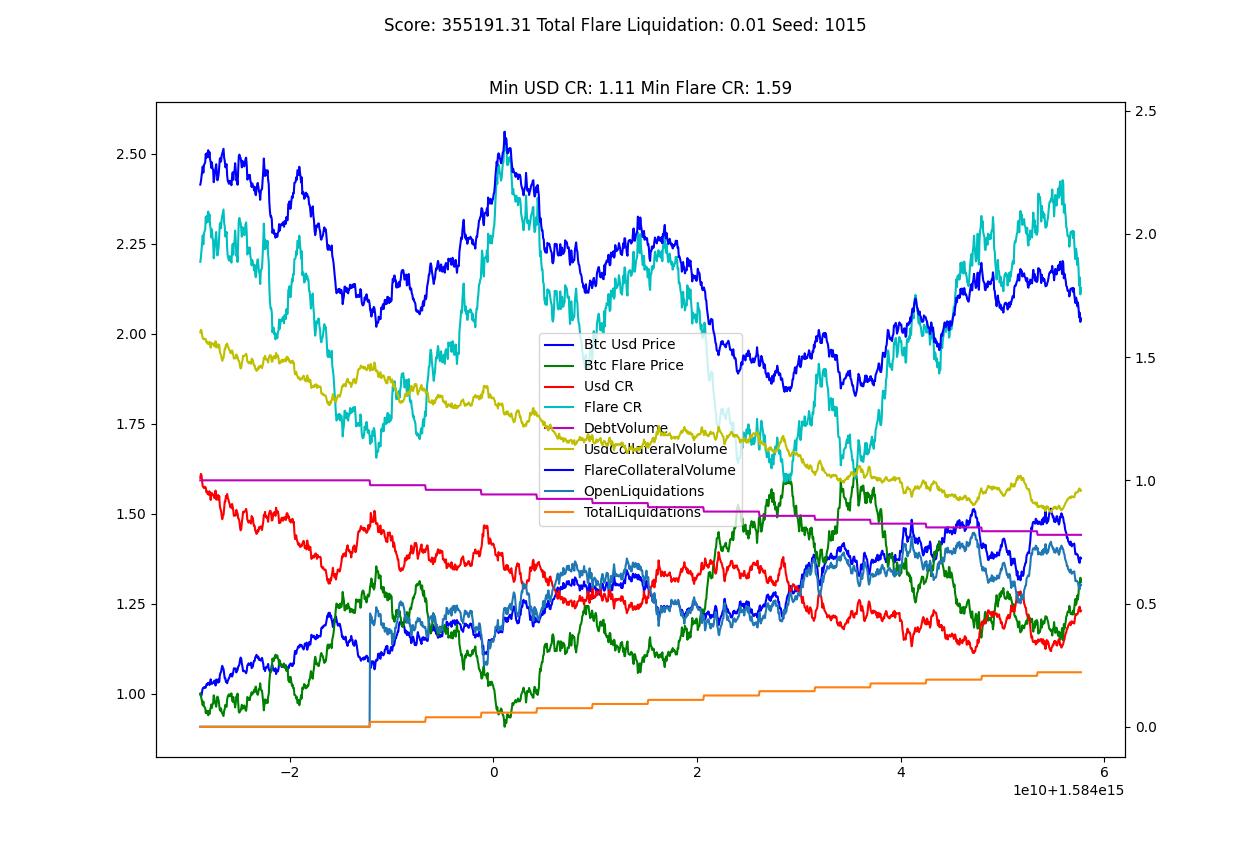 Score: 355191.31 Total Flare Liquidation: 0.01 Seed: 1015
Min USD CR: 1.11 Min Flare CR: 1.59
2.50
2.25
2.00
1.75
1.50
1.25
1.00
2.5
2.0
1.5
1.0
0.5
0.0
Btc Usd Price
Btc Flare Price
Usd CR
Flare CR
DebtVolume
UsdCollateralVolume
FlareCollateralVolume
OpenLiquidations
TotalLiquidations
−2
0
2
4
6
1e10+1.584e15